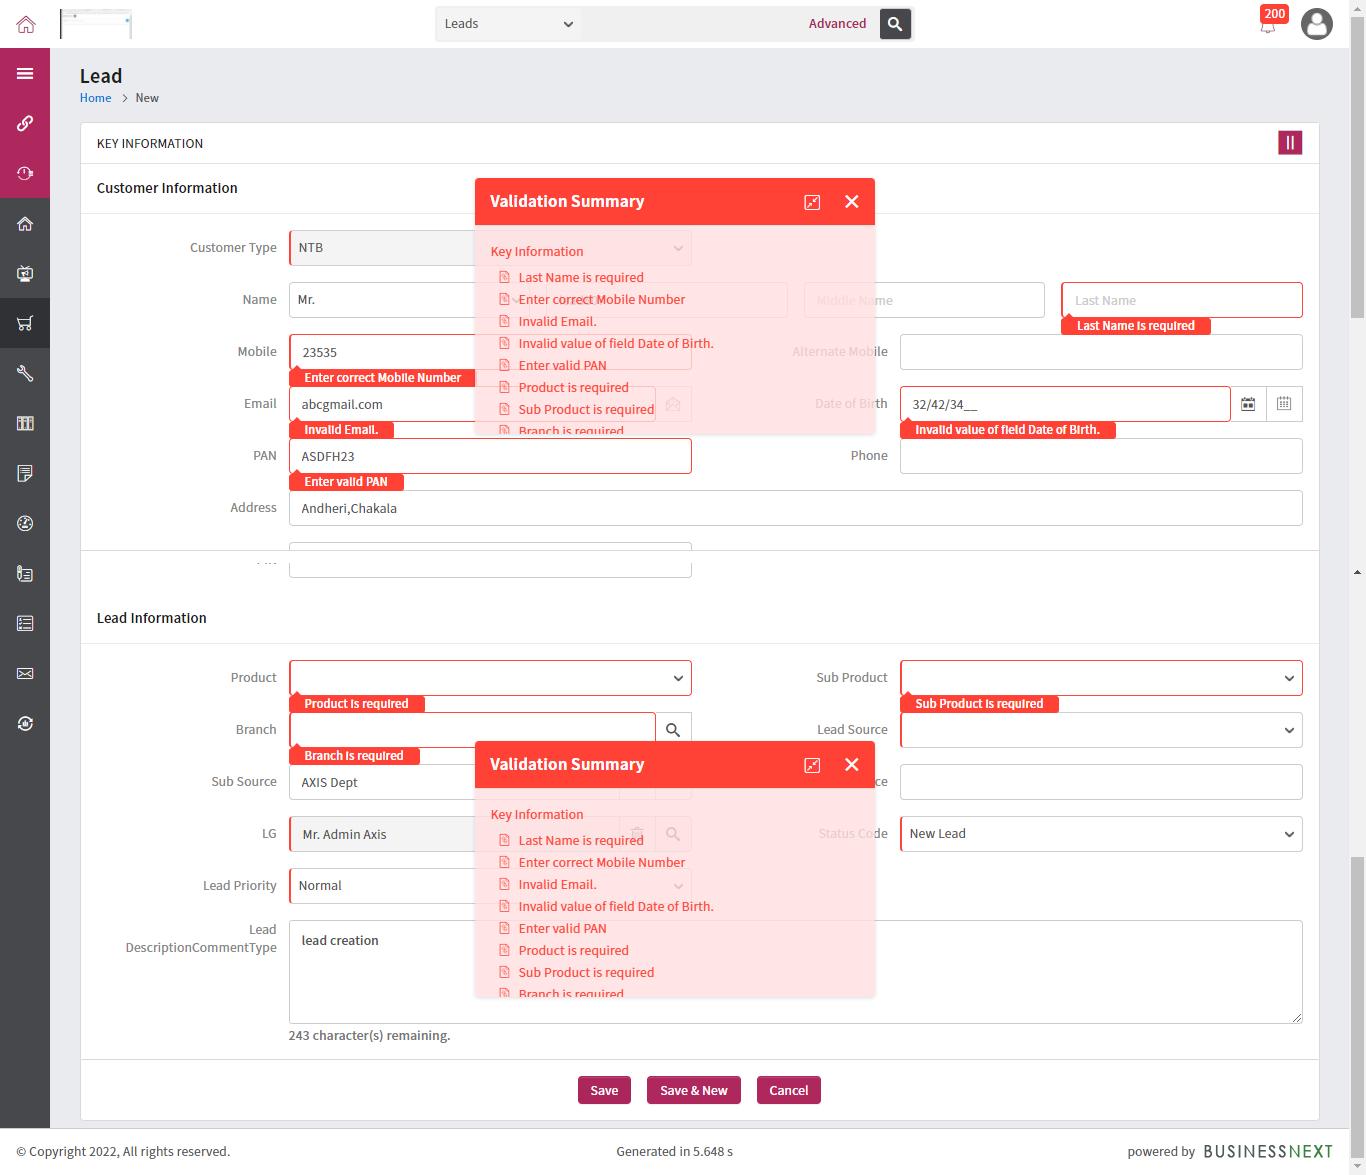 Leads
Advanced
200
Lead
Home > New
KEY INFORMATION
Customer Information
Validation Summary
Key Information
Last Name is required
Enter correct Mobile Number
Invalid Email.
Invalid value of field Date of Birth.
Enter valid PAN
Product is required
Sub Product is required
Branch is required
Customer Type NTB
Name Mr. Middle Name Last Name
Last Name is required
Mobile 23535 Alternate Mobile
Enter correct Mobile Number
Email abcgmail.com Date of Birth 32/42/34__
Invalid Email. Invalid value of field Date of Birth.
PAN ASDFH23 Phone
Enter valid PAN
Address Andheri,Chakala
Lead Information
Product Sub Product
Product is required Sub Product is required
Branch Lead Source
Branch is required
Validation Summary
Key Information
Last Name is required
Enter correct Mobile Number
Invalid Email.
Invalid value of field Date of Birth.
Enter valid PAN
Product is required
Sub Product is required
Branch is required
Sub Source AXIS Dept
LG Mr. Admin Axis Status Code New Lead
Lead Priority Normal
Lead
DescriptionCommentType
lead creation
243 character(s) remaining.
Save Save & New Cancel
© Copyright 2022, All rights reserved. Generated in 5.648 s powered by BUSINESSNEXT